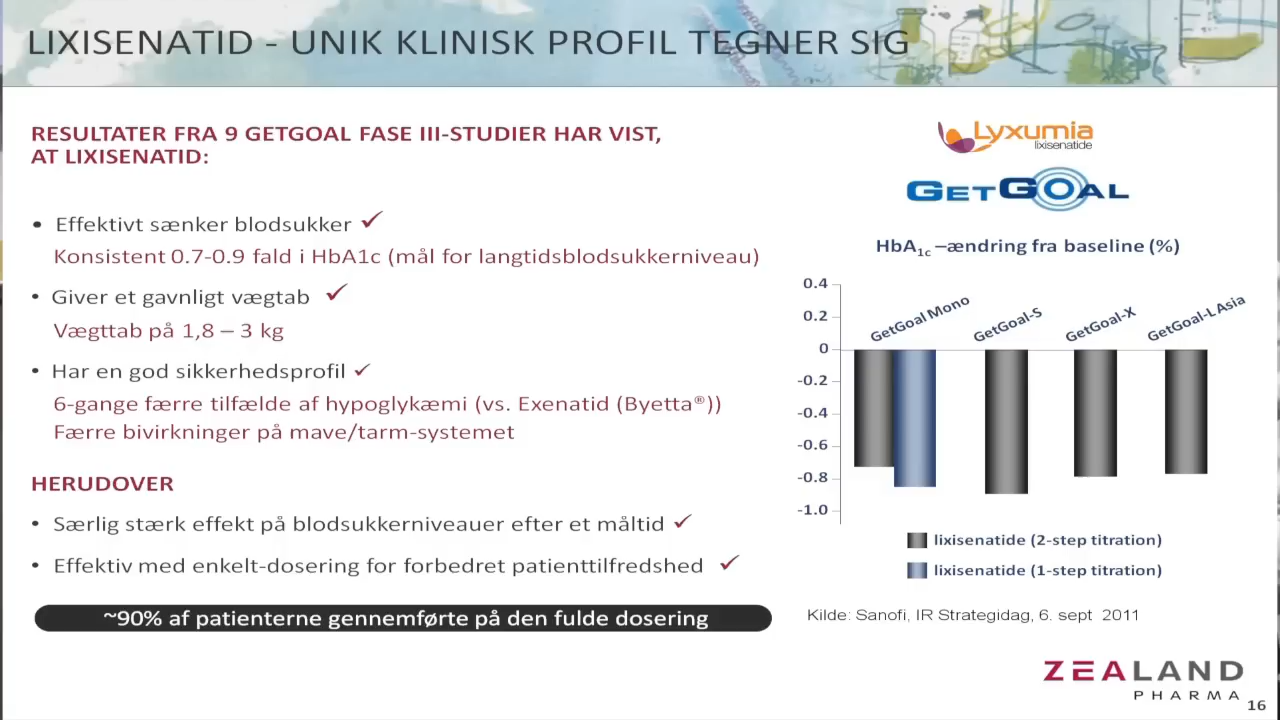 LIXISENATID - UNIK KLINISK PROFIL TEGNER SIG
RESULTATER FRA 9 GETGOAL FASE III-STUDIER HAR VIST,
AT LIXISENATID:
• Effektivt sænker blodsukker ✓
Konsistent 0.7-0.9 fald i HbA1c (mål for langtidsblodsukkerniveau)
• Giver et gavnligt vægtab ✓
Vægttab på 1,8 – 3 kg
• Har en god sikkerhedsprofil ✓
6-gange færre tilfælde af hypoglykæmi (vs. Exenatid (Byetta®))
Færre bivirkninger på mave/tarm-systemet
HERUDOVER
• Særlig stærk effekt på blodsukkerniveauer efter et måltid ✓
• Effektiv med enkelt-dosering for forbedret patienttilfredshed ✓
~90% af patienterne gennemførte på den fulde dosering
Lyxumia
lixisenatide
GETGOAL
HbA1c –ændring fra baseline (%)
0.4
0.2
0
-0.2
-0.4
-0.6
-0.8
-1.0
GetGoal Mono
GetGoal-S
GetGoal-X
GetGoal-L Asia
lixisenatide (2-step titration)
lixisenatide (1-step titration)
Kilde: Sanofi, IR Strategidag, 6. sept 2011
ZEALAND
PHARMA
16